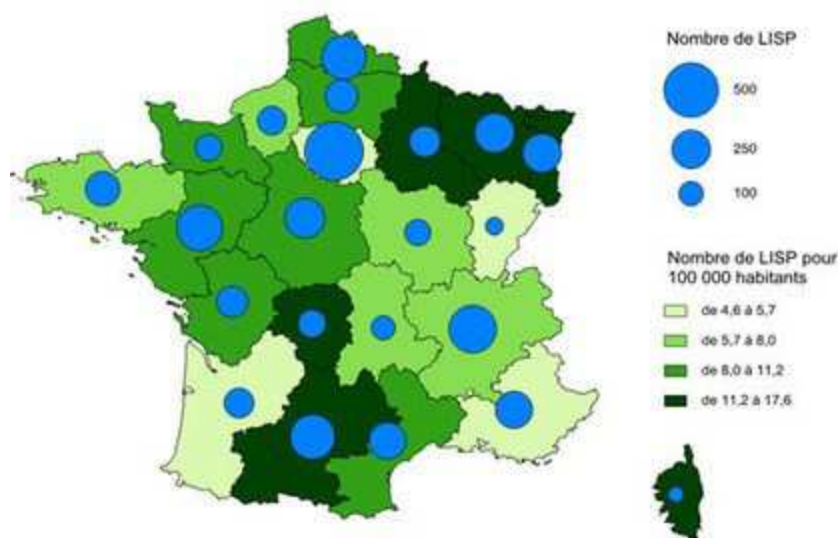 Nombre de LISP
500
250
100
Nombre de LISP pour
100 000 habitants
de 4,6 à 5,7
de 5,7 à 8,0
de 8,0 à 11,2
de 11,2 à 17,6